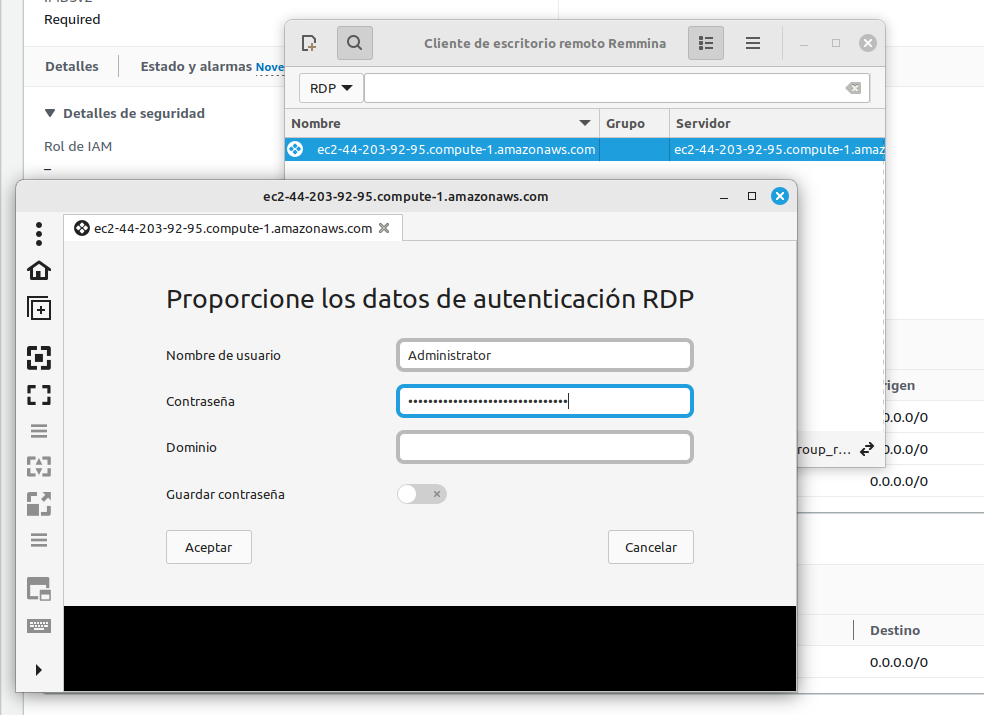 Required
Detalles
Estado y alarmas
Detalles de seguridad
Rol de IAM
–
Cliente de escritorio remoto Remmina
RDP
Nombre
Grupo
Servidor
ec2-44-203-92-95.compute-1.amazonaws.com
ec2-44-203-92-95.compute-1.amaz
ec2-44-203-92-95.compute-1.amazonaws.com
ec2-44-203-92-95.compute-1.amazonaws.com
Proporcione los datos de autenticación RDP
Nombre de usuario
Administrator
Contraseña
••••••••••••••••••••••••••••••••
Dominio
Guardar contraseña
Aceptar
Cancelar
rigen
0.0.0.0/0
roup_r...
0.0.0.0/0
0.0.0.0/0
Destino
0.0.0.0/0